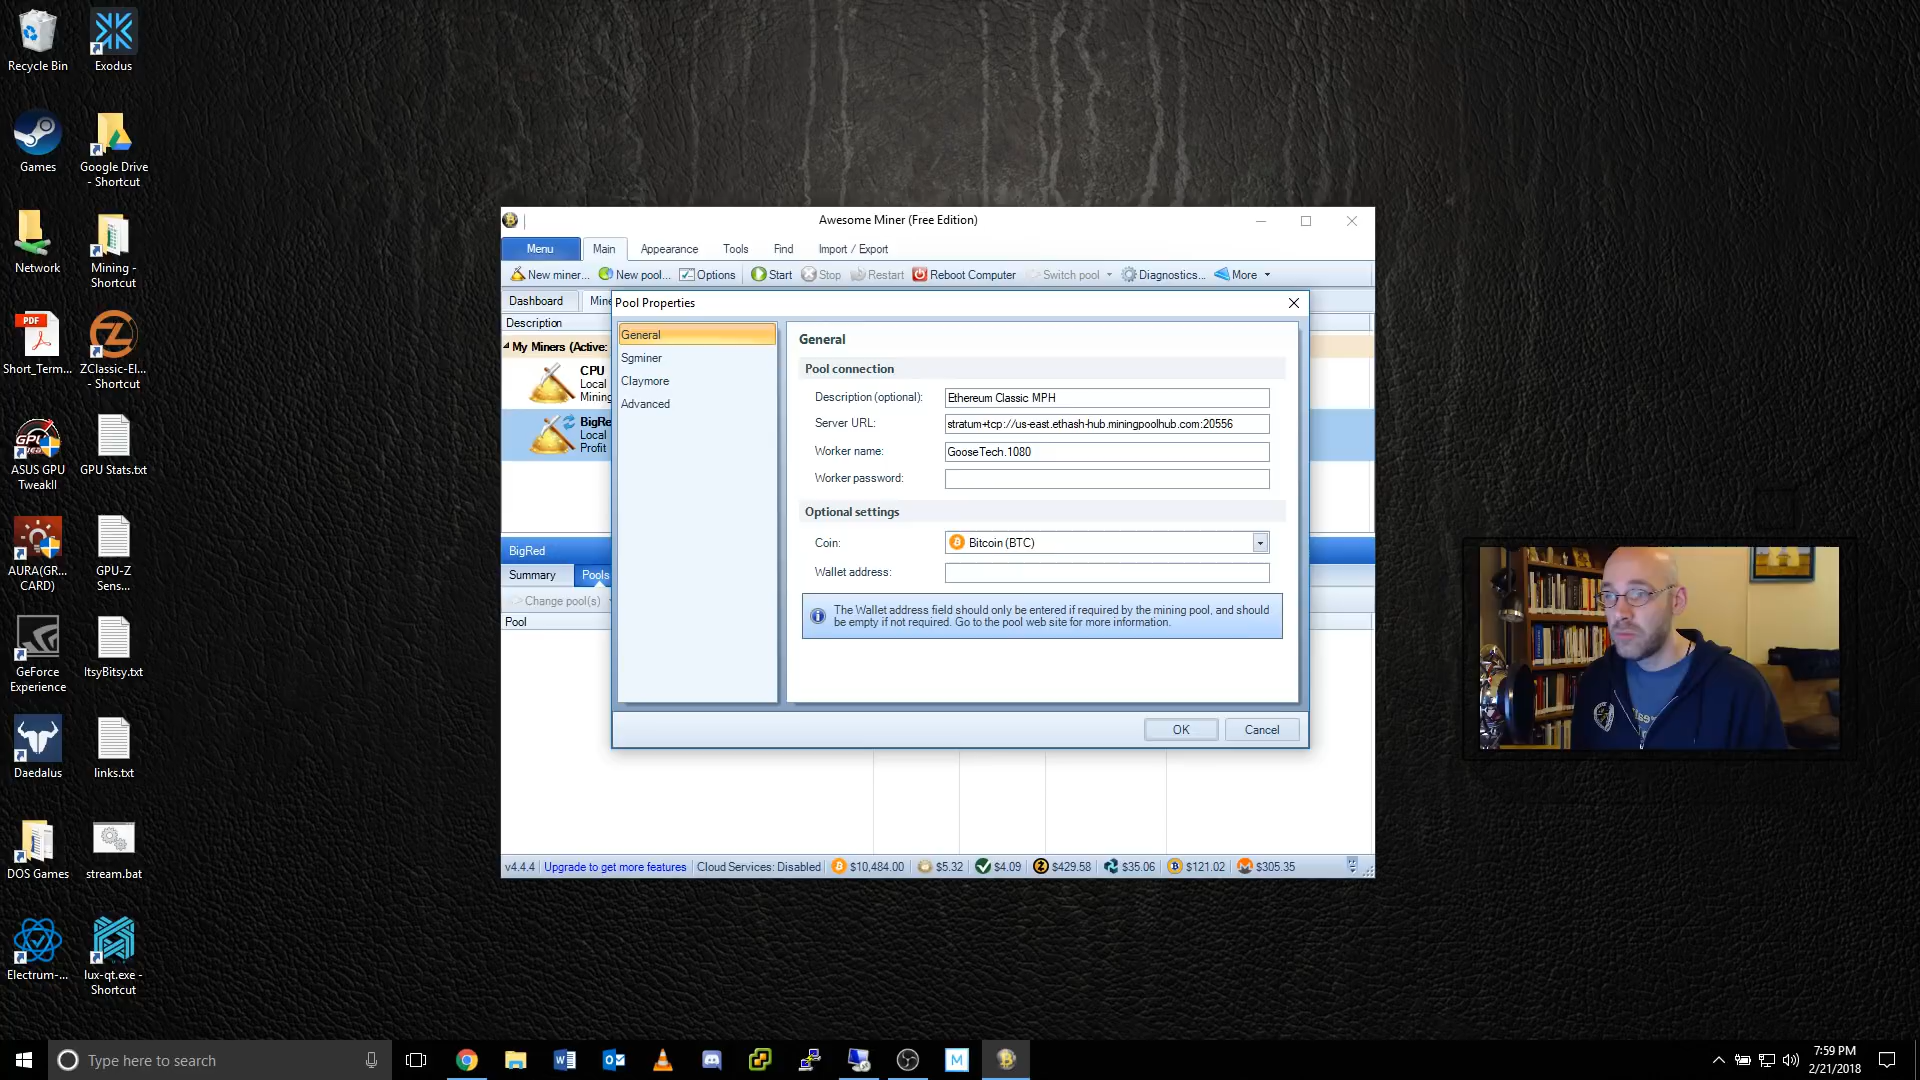 Recycle Bin
Exodus
Games
Google Drive
- Shortcut
Network
Mining -
Shortcut
PDF
Short_Term...
ZClassic-El...
- Shortcut
GPU
ASUS GPU
TweakII
GPU Stats.txt
AURA(GR...
CARD)
GPU-Z
Sens...
GeForce
Experience
ItsyBitsy.txt
Daedalus
links.txt
DOS Games
stream.bat
Electrum-...
lux-qt.exe -
Shortcut
Awesome Miner (Free Edition)
Menu
Main
Appearance
Tools
Find
Import / Export
New miner...
New pool...
Options
Start
Stop
Restart
Reboot Computer
Switch pool
Diagnostics...
More
Dashboard
Mine
Description
My Miners (Active:
CPU
Local
Mining
BigRe
Local
Profit
BigRed
Summary
Pools
Change pool(s)
Pool
Pool Properties
General
Sgminer
Claymore
Advanced
General
Pool connection
Description (optional):
Ethereum Classic MPH
Server URL:
stratum+tcp://us-east.ethash-hub.miningpoolhub.com:20556
Worker name:
GooseTech.1080
Worker password:
Optional settings
Coin:
Bitcoin (BTC)
Wallet address:
The Wallet address field should only be entered if required by the mining pool, and should
be empty if not required. Go to the pool web site for more information.
OK
Cancel
v4.4.4
Upgrade to get more features
Cloud Services: Disabled
$10,484.00
$5.32
$4.09
$429.58
$35.06
$121.02
$305.35
Type here to search
7:59 PM
2/21/2018